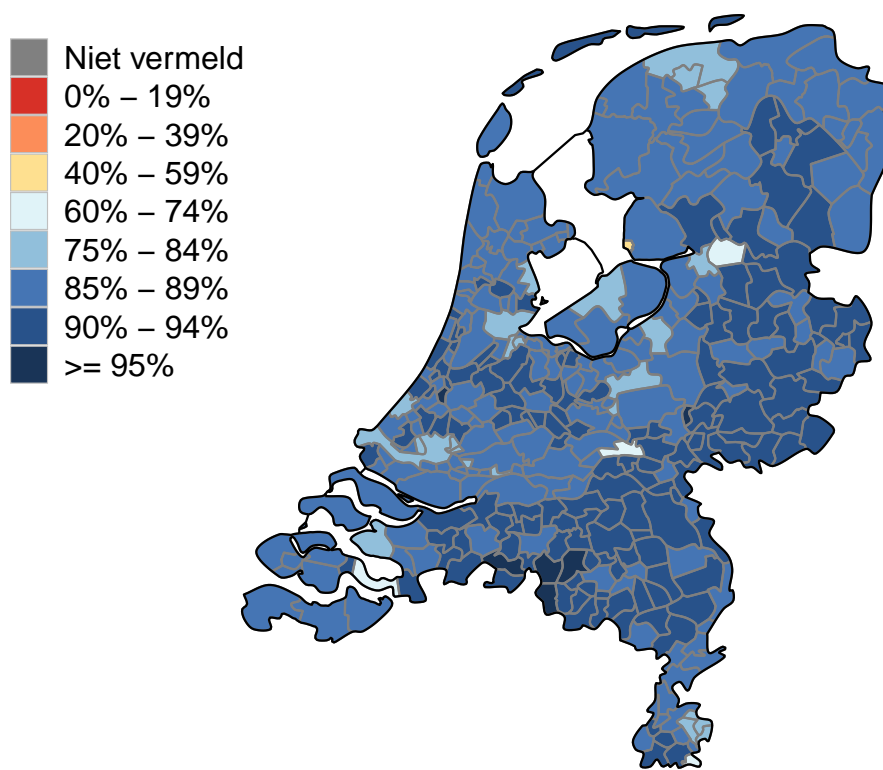 Niet vermeld
0% – 19%
20% – 39%
40% – 59%
60% – 74%
75% – 84%
85% – 89%
90% – 94%
>= 95%